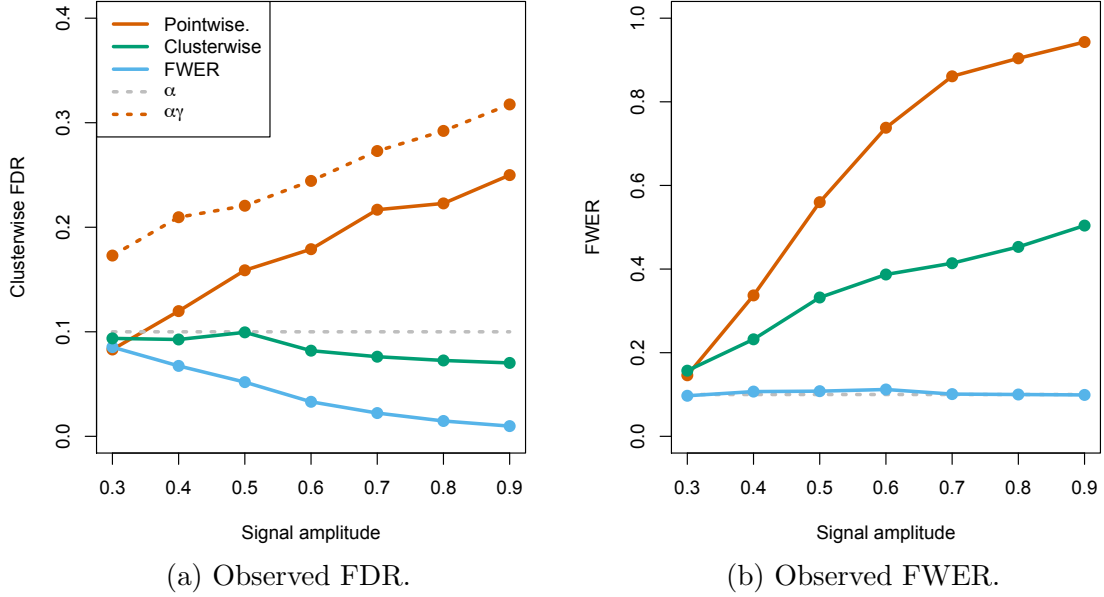 Pointwise.
Clusterwise
FWER
α
αγ
Clusterwise FDR
0.0
0.1
0.2
0.3
0.4
0.3 0.4 0.5 0.6 0.7 0.8 0.9
Signal amplitude
(a) Observed FDR.
FWER
0.0
0.2
0.4
0.6
0.8
1.0
0.3 0.4 0.5 0.6 0.7 0.8 0.9
Signal amplitude
(b) Observed FWER.